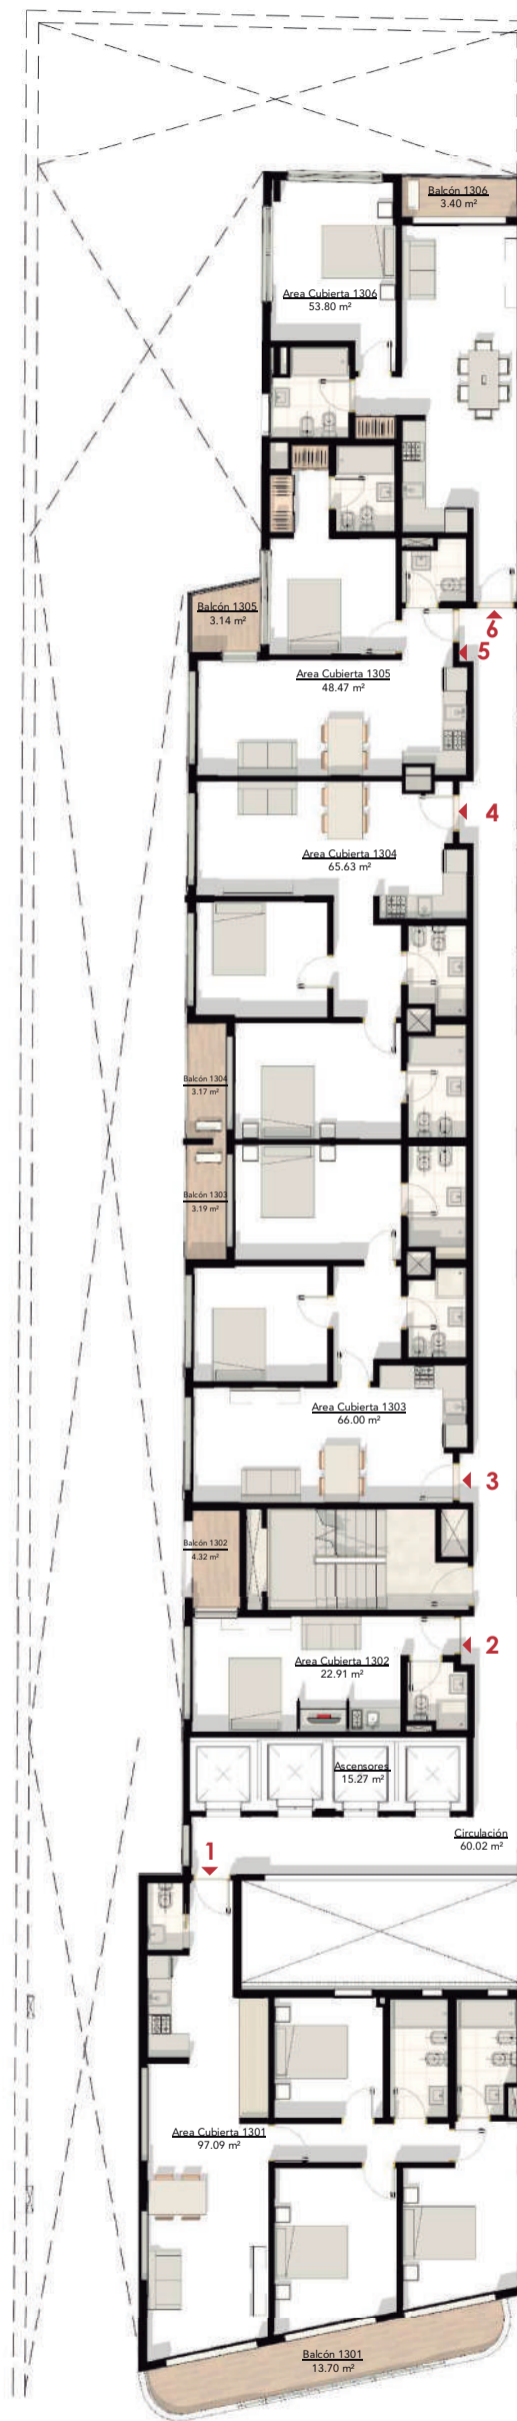 Balcón 1306
3.40 m²
Area Cubierta 1306
53.80 m²
Balcón 1305
3.14 m²
6
5
Area Cubierta 1305
48.47 m²
4
Area Cubierta 1304
65.63 m²
Balcón 1304
3.17 m²
Balcón 1303
3.19 m²
Area Cubierta 1303
66.00 m²
3
Balcón 1302
4.32 m²
2
Area Cubierta 1302
22.91 m²
Ascensores
15.27 m²
Circulación
60.02 m²
1
Area Cubierta 1301
97.09 m²
Balcón 1301
13.70 m²